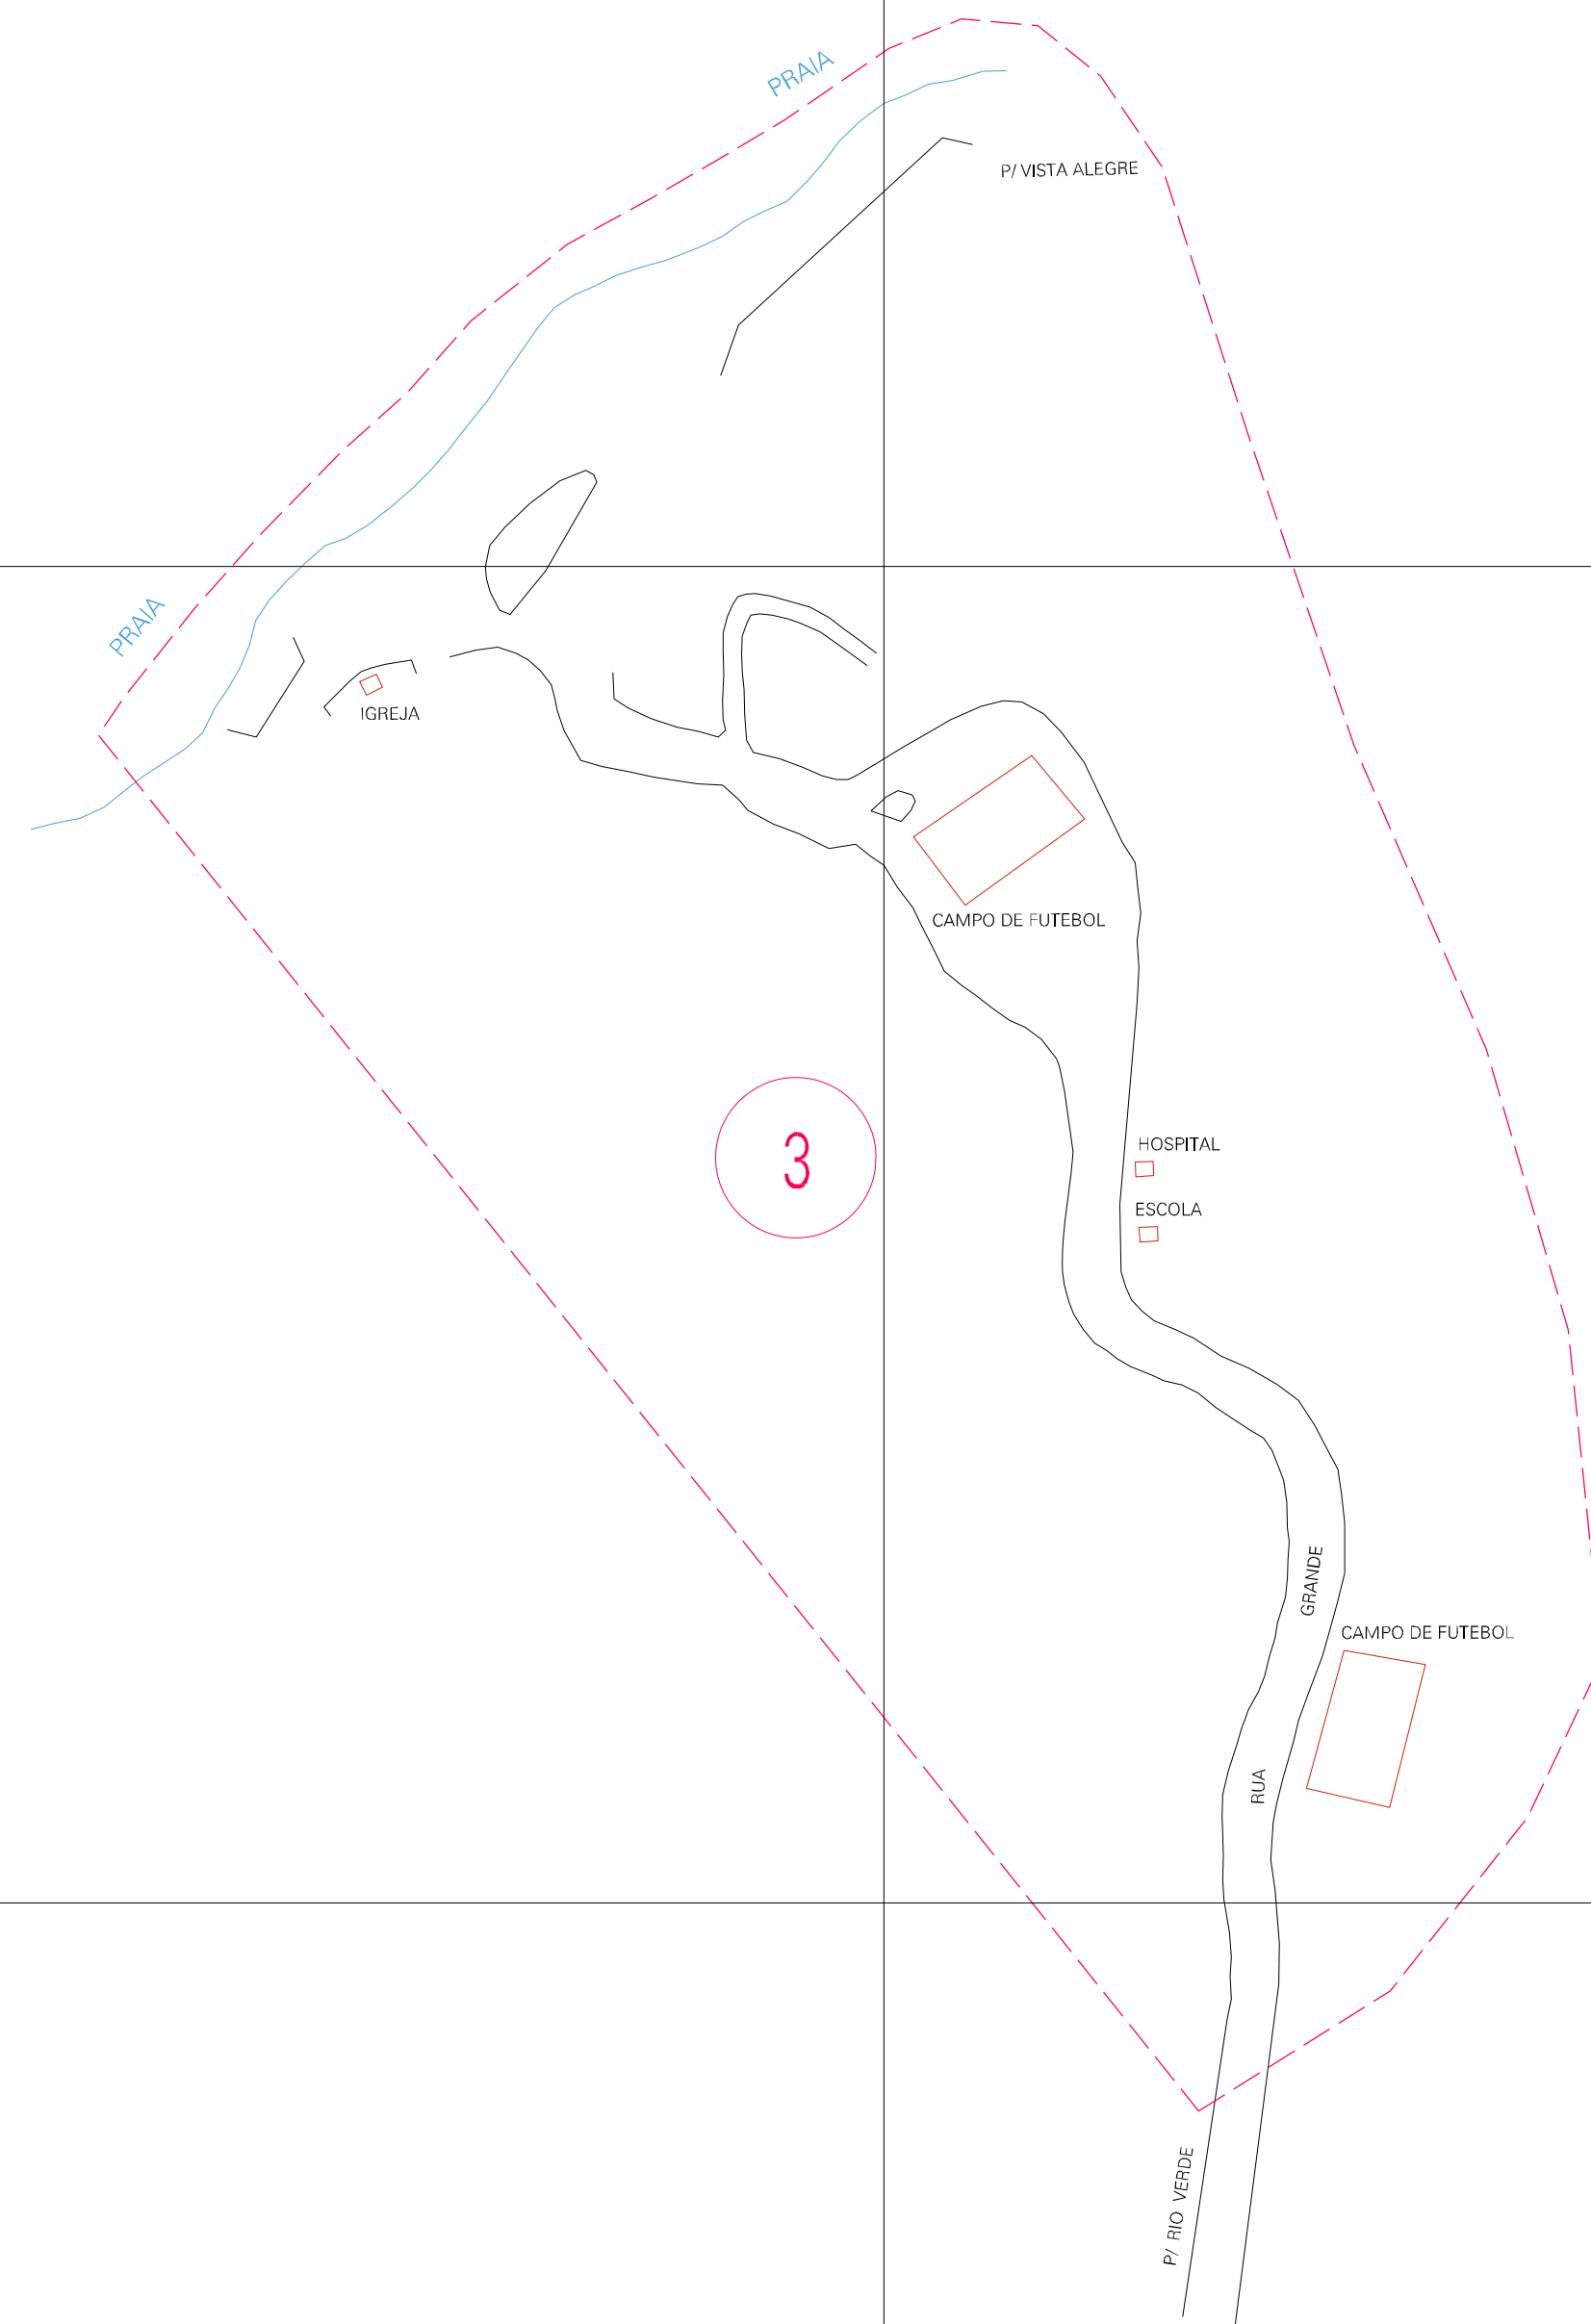 PRAIA
P/ VISTA ALEGRE
PRAIA
IGREJA
CAMPO DE FUTEBOL
3
HOSPITAL
ESCOLA
GRANDE
CAMPO DE FUTEBOL
RUA
P/ RIO VERDE